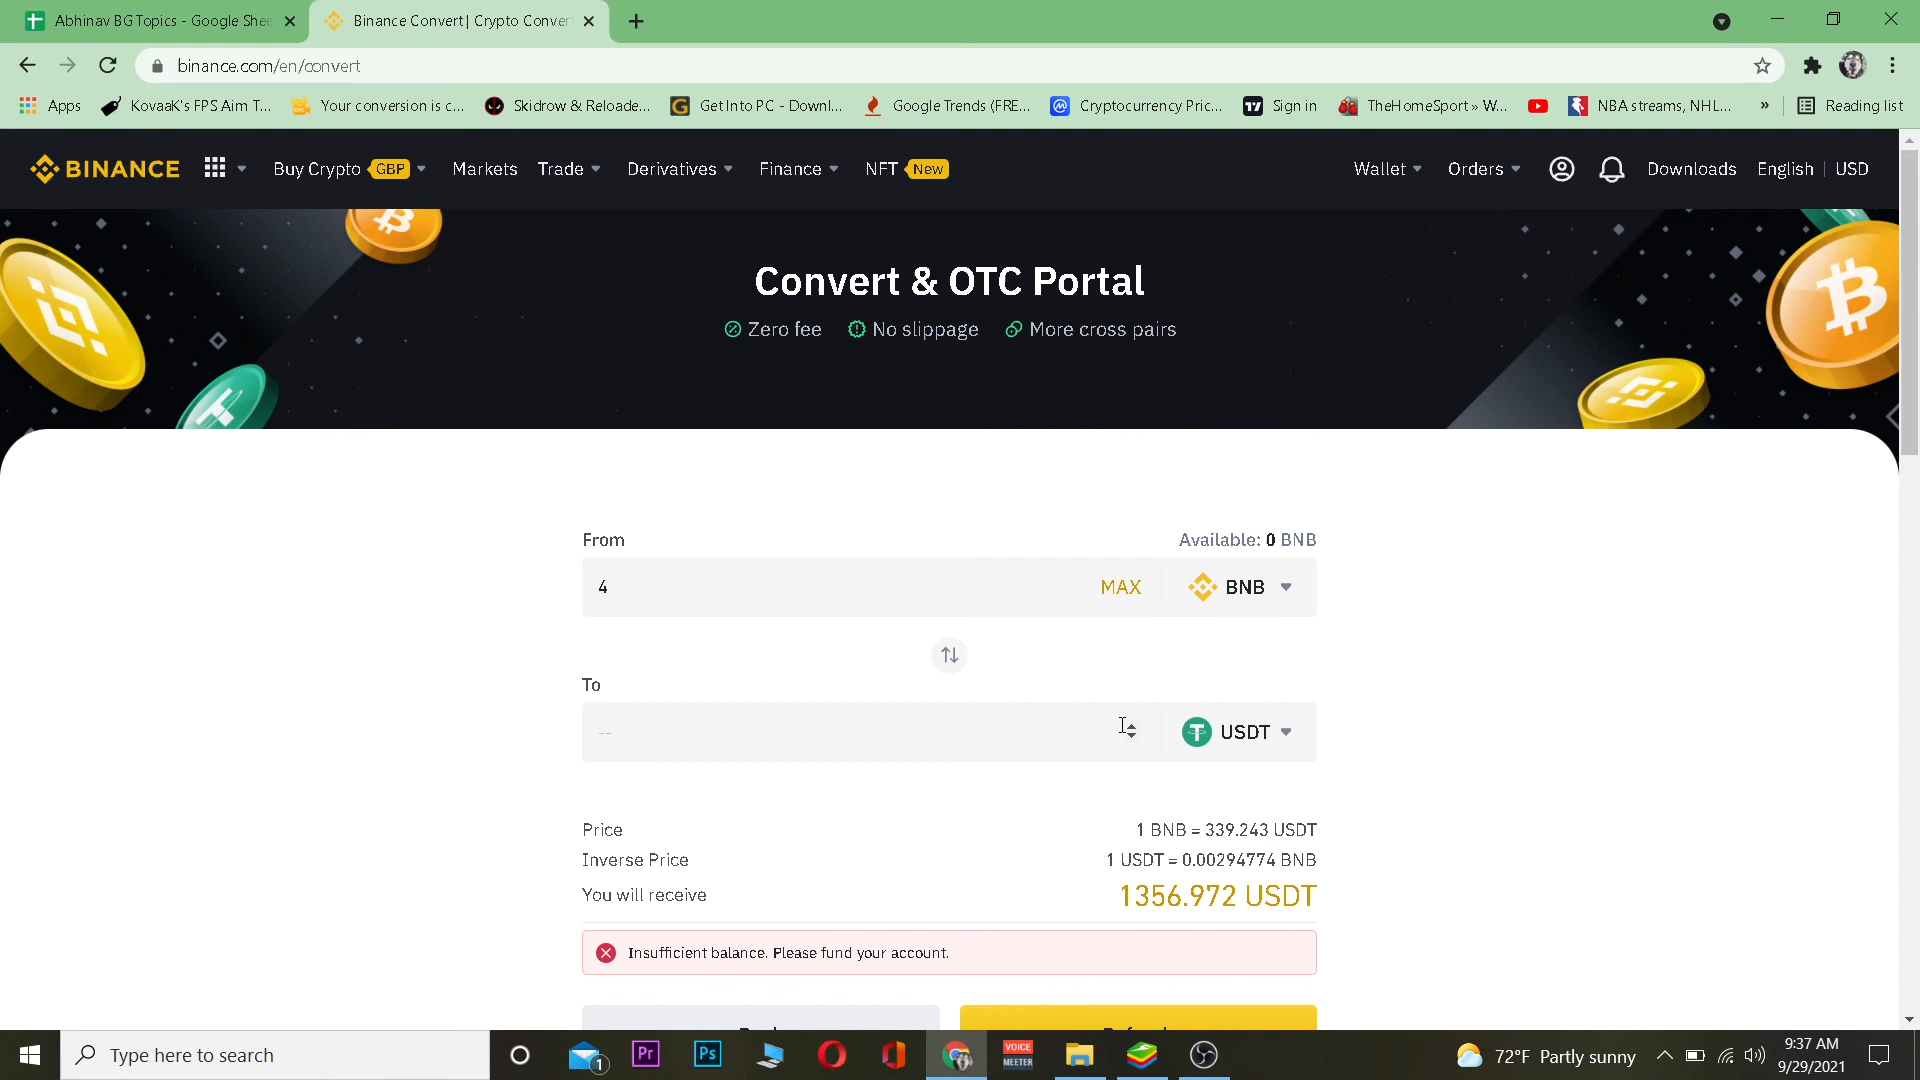 Abhinav BG Topics - Google Shee
Binance Convert | Crypto Conver
binance.com/en/convert
Apps
KovaaK's FPS Aim T...
Your conversion is c...
Skidrow & Reloade...
G
Get Into PC - Downl...
Google Trends (FRE...
Cryptocurrency Pric...
Sign in
TheHomeSport » W...
NBA streams, NHL...
»
Reading list
BINANCE
Buy Crypto GBP
Markets
Trade
Derivatives
Finance
NFT New
Wallet
Orders
Downloads
English | USD
Convert & OTC Portal
Zero fee
No slippage
More cross pairs
From
Available: 0 BNB
4
MAX
BNB
To
--
USDT
Price
1 BNB = 339.243 USDT
Inverse Price
1 USDT = 0.00294774 BNB
You will receive
1356.972 USDT
Insufficient balance. Please fund your account.
Type here to search
1
Pr
Ps
VOICE
MEETER
72°F Partly sunny
9:37 AM
9/29/2021